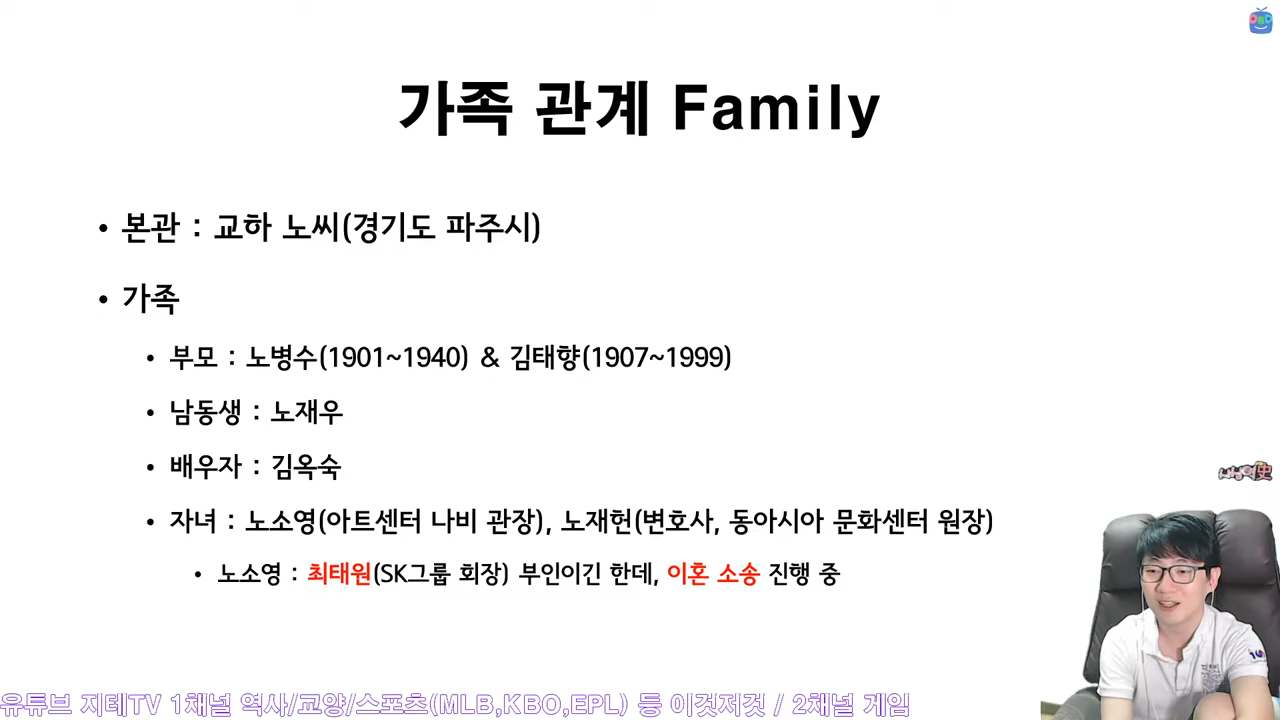 가족 관계 Family
• 본관 : 교하 노씨(경기도 파주시)
• 가족
• 부모 : 노병수(1901~1940) & 김태향(1907~1999)
• 남동생 : 노재우
• 배우자 : 김옥숙
• 자녀 : 노소영(아트센터 나비 관장), 노재헌(변호사, 동아시아 문화센터 원장)
• 노소영 : 최태원(SK그룹 회장) 부인이긴 한데, 이혼 소송 진행 중
유튜브 지테TV 1채널 역사/교양/스포츠(MLB,KBO,EPL) 등 이것저것 / 2채널 게임